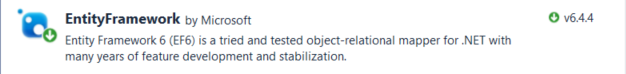 EntityFramework by Microsoft v6.4.4
Entity Framework 6 (EF6) is a tried and tested object-relational mapper for .NET with
many years of feature development and stabilization.